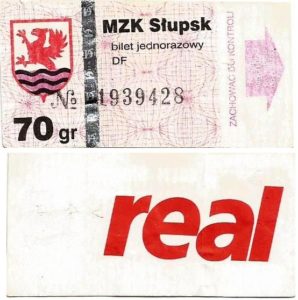 MZK Słupsk
bilet jednorazowy
DF
№ 1939428
70 gr
ZACHOWAĆ DO KONTROLI
real